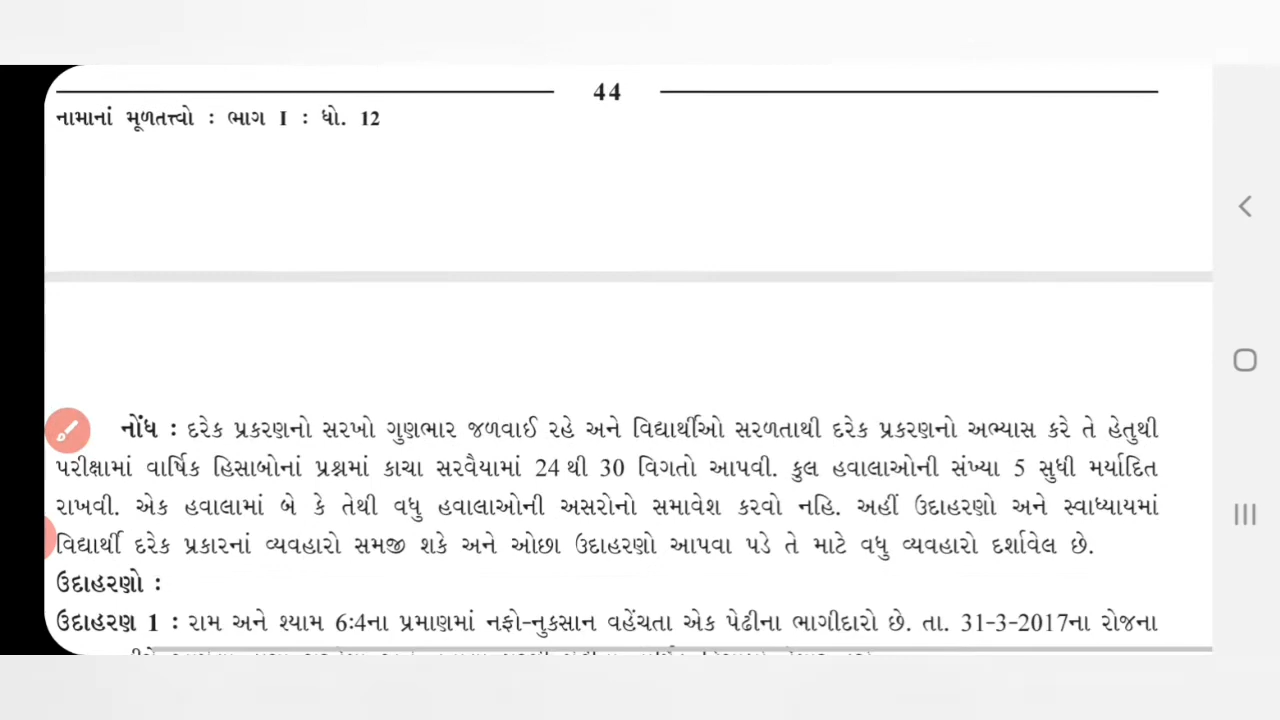 44
નામાનાં મૂળતત્ત્વો : ભાગ I : ધો. 12
નોંધ : દરેક પ્રકરણનો સરખો ગુણભાર જળવાઈ રહે અને વિદ્યાર્થીઓ સરળતાથી દરેક પ્રકરણનો અભ્યાસ કરે તે હેતુથી
પરીક્ષામાં વાર્ષિક હિસાબોનાં પ્રશ્નમાં કાચા સરવૈયામાં 24 થી 30 વિગતો આપવી. કુલ હવાલાઓની સંખ્યા 5 સુધી મર્યાદિત
રાખવી. એક હવાલામાં બે કે તેથી વધુ હવાલાઓની અસરોનો સમાવેશ કરવો નહિ. અહીં ઉદાહરણો અને સ્વાધ્યાયમાં
વિદ્યાર્થી દરેક પ્રકારનાં વ્યવહારો સમજી શકે અને ઓછા ઉદાહરણો આપવા પડે તે માટે વધુ વ્યવહારો દર્શાવેલ છે.
ઉદાહરણો :
ઉદાહરણ 1 : રામ અને શ્યામ 6:4ના પ્રમાણમાં નફો-નુકસાન વહેંચતા એક પેઢીના ભાગીદારો છે. તા. 31-3-2017ના રોજના